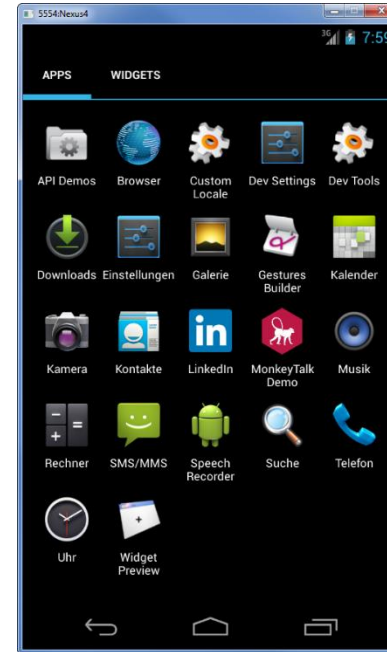 5554:Nexus4
3G 7:59
APPS WIDGETS
API Demos Browser Custom Locale Dev Settings Dev Tools
Downloads Einstellungen Galerie Gestures Builder Kalender
Kamera Kontakte LinkedIn MonkeyTalk Demo Musik
Rechner SMS/MMS Speech Recorder Suche Telefon
Uhr Widget Preview